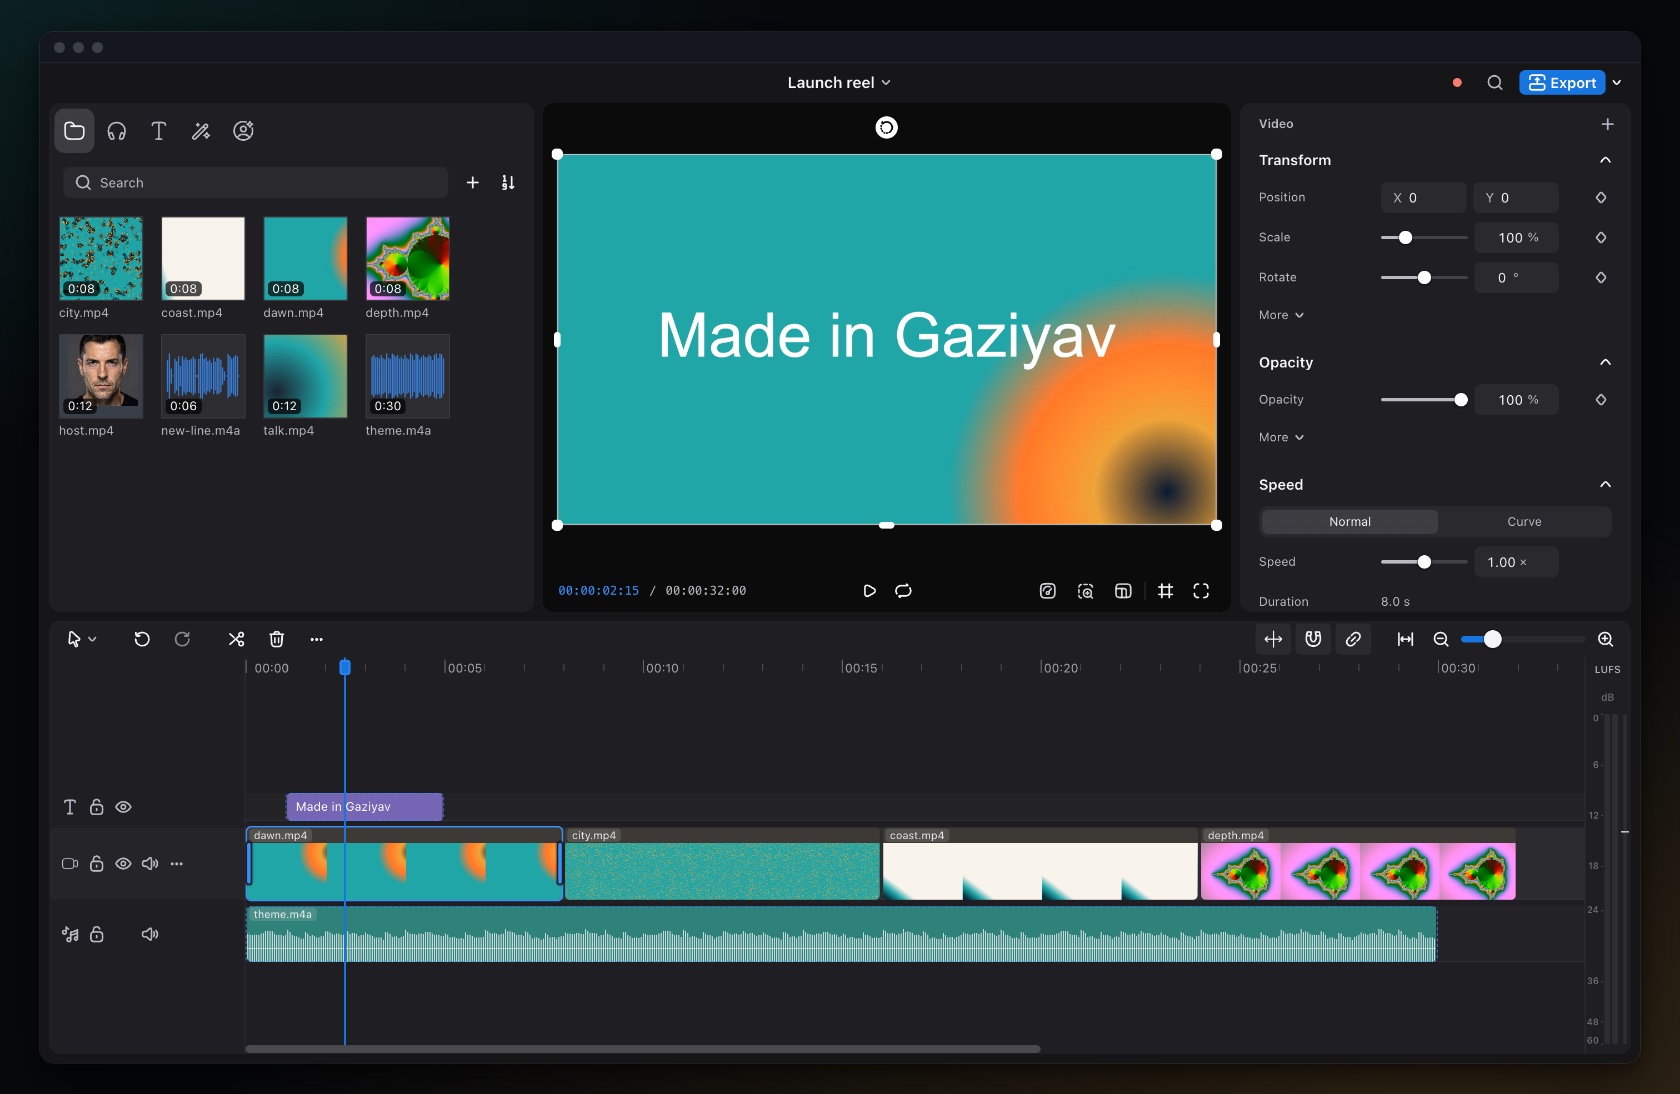 Launch reel
Export
Search
0:08
0:08
0:08
0:08
city.mp4
coast.mp4
dawn.mp4
depth.mp4
0:12
0:06
0:12
0:30
host.mp4
new-line.m4a
talk.mp4
theme.m4a
Made in Gaziyav
00:00:02:15 / 00:00:32:00
Video
Transform
Position X 0 Y 0
Scale 100 %
Rotate 0 °
More
Opacity
Opacity 100 %
More
Speed
Normal Curve
Speed 1.00 ×
Duration 8.0 s
00:00 00:05 00:10 00:15 00:20 00:25 00:30
LUFS
dB
0
6
12
18
24
36
48
60
Made in Gaziyav
dawn.mp4
city.mp4
coast.mp4
depth.mp4
theme.m4a